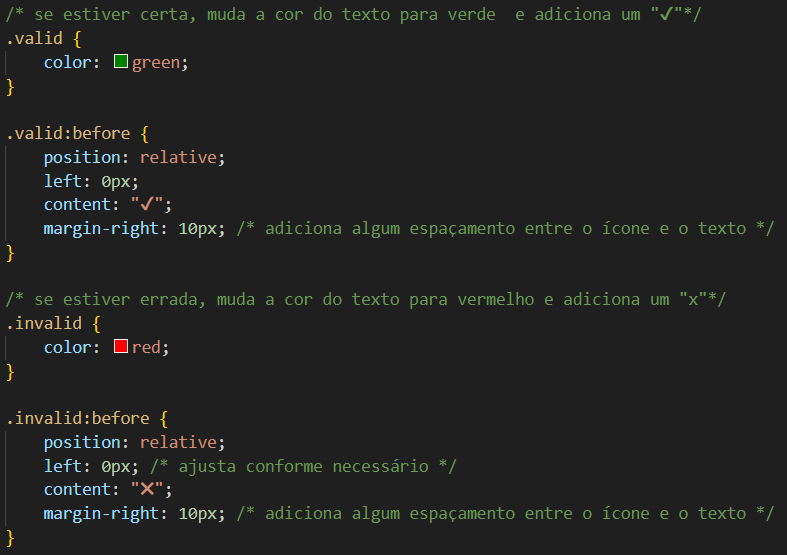 /* se estiver certa, muda a cor do texto para verde  e adiciona um "✔"*/
.valid {
    color: green;
}

.valid:before {
    position: relative;
    left: 0px;
    content: "✔";
    margin-right: 10px; /* adiciona algum espaçamento entre o ícone e o texto */
}

/* se estiver errada, muda a cor do texto para vermelho e adiciona um "x"*/
.invalid {
    color: red;
}

.invalid:before {
    position: relative;
    left: 0px; /* ajusta conforme necessário */
    content: "❌";
    margin-right: 10px; /* adiciona algum espaçamento entre o ícone e o texto */
}